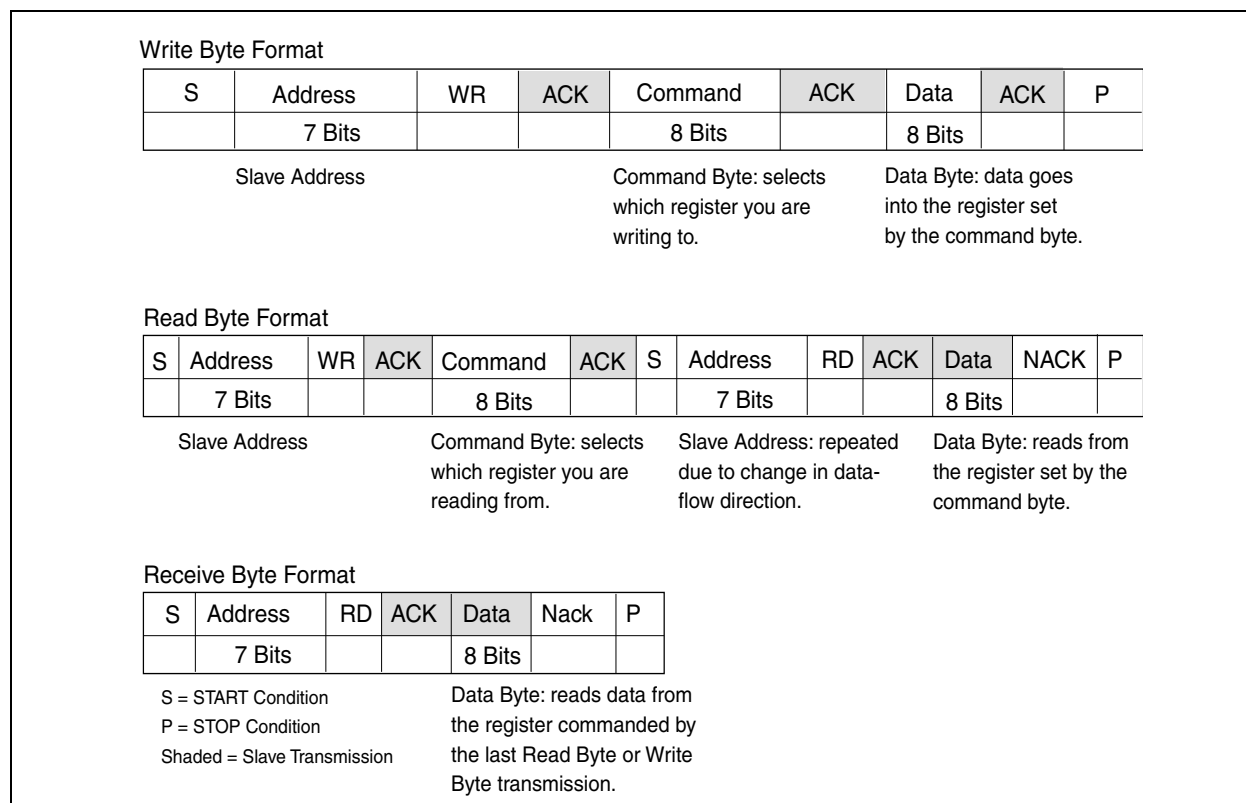 Write Byte Format
S Address WR ACK Command ACK Data ACK P
7 Bits 8 Bits 8 Bits
Slave Address
Command Byte: selects
which register you are
writing to.
Data Byte: data goes
into the register set
by the command byte.
Read Byte Format
S Address WR ACK Command ACK S Address RD ACK Data NACK P
7 Bits 8 Bits 7 Bits 8 Bits
Slave Address
Command Byte: selects
which register you are
reading from.
Slave Address: repeated
due to change in data-
flow direction.
Data Byte: reads from
the register set by the
command byte.
Receive Byte Format
S Address RD ACK Data Nack P
7 Bits 8 Bits
S = START Condition
P = STOP Condition
Shaded = Slave Transmission
Data Byte: reads data from
the register commanded by
the last Read Byte or Write
Byte transmission.